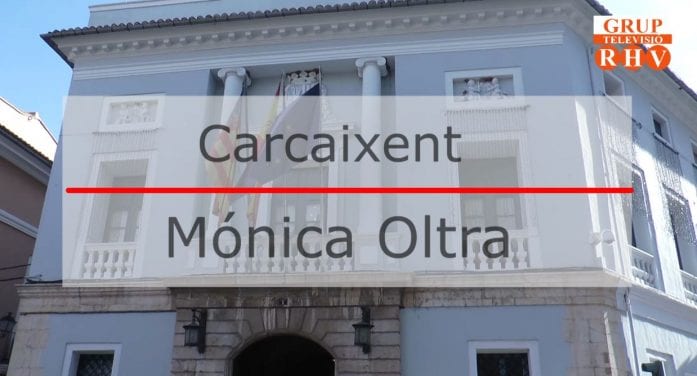 GRUP
TELEVISIÓ
RHV
Carcaixent
Mónica Oltra